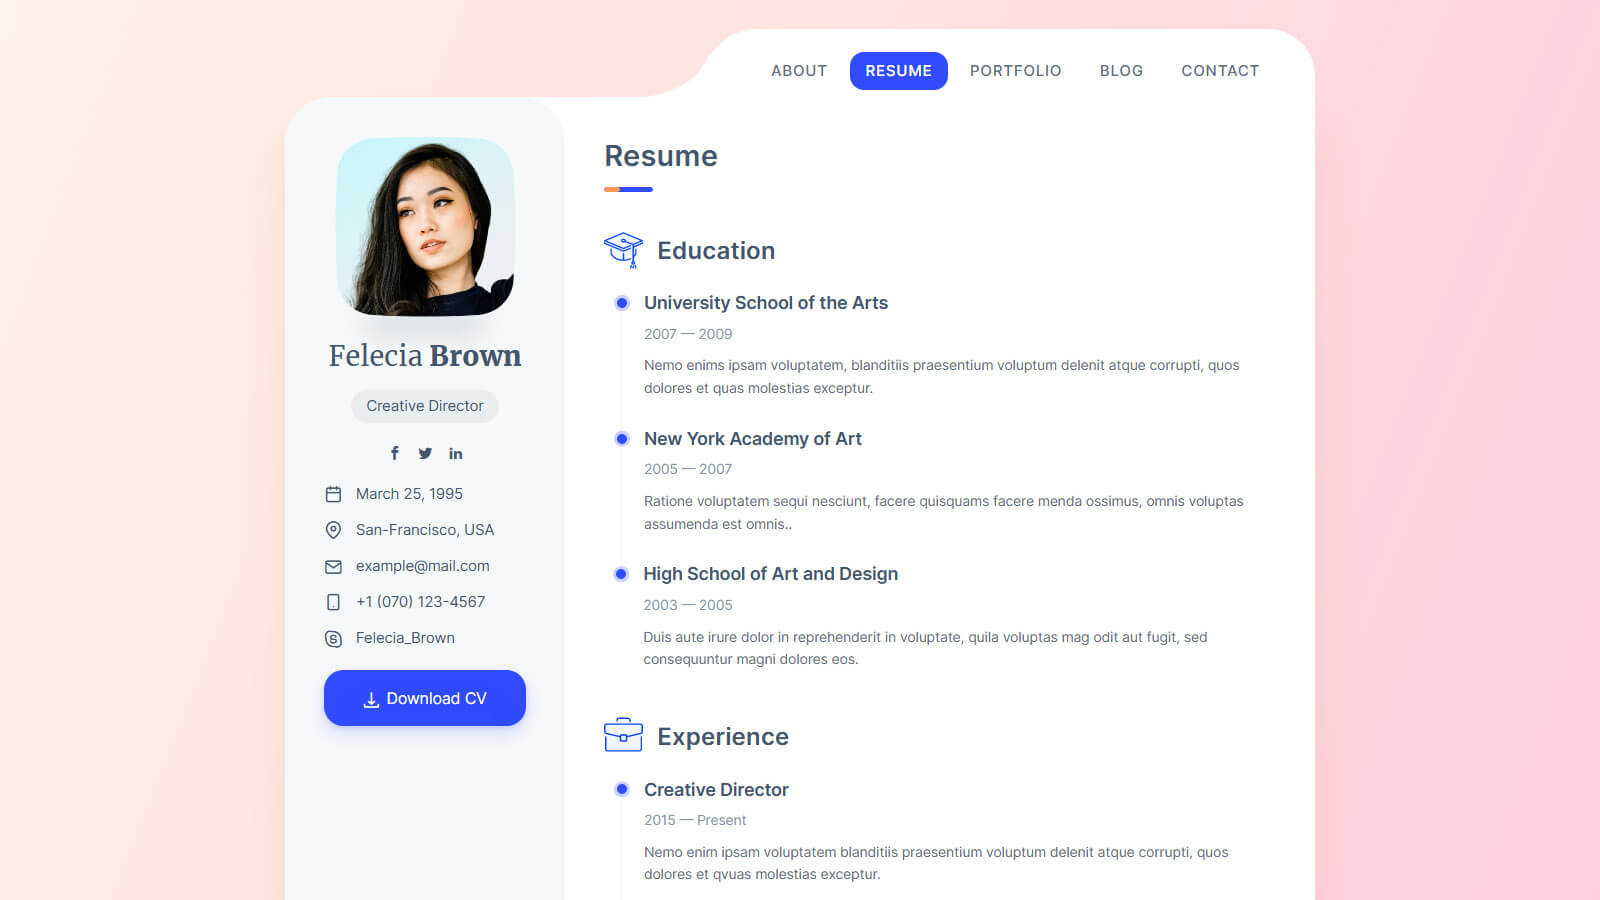 ABOUT RESUME PORTFOLIO BLOG CONTACT
Felecia Brown
Creative Director
March 25, 1995
San-Francisco, USA
example@mail.com
+1 (070) 123-4567
Felecia_Brown
Download CV
Resume
Education
University School of the Arts
2007 — 2009
Nemo enims ipsam voluptatem, blanditiis praesentium voluptum delenit atque corrupti, quos
dolores et quas molestias exceptur.
New York Academy of Art
2005 — 2007
Ratione voluptatem sequi nesciunt, facere quisquams facere menda ossimus, omnis voluptas
assumenda est omnis..
High School of Art and Design
2003 — 2005
Duis aute irure dolor in reprehenderit in voluptate, quila voluptas mag odit aut fugit, sed
consequuntur magni dolores eos.
Experience
Creative Director
2015 — Present
Nemo enim ipsam voluptatem blanditiis praesentium voluptum delenit atque corrupti, quos
dolores et qvuas molestias exceptur.